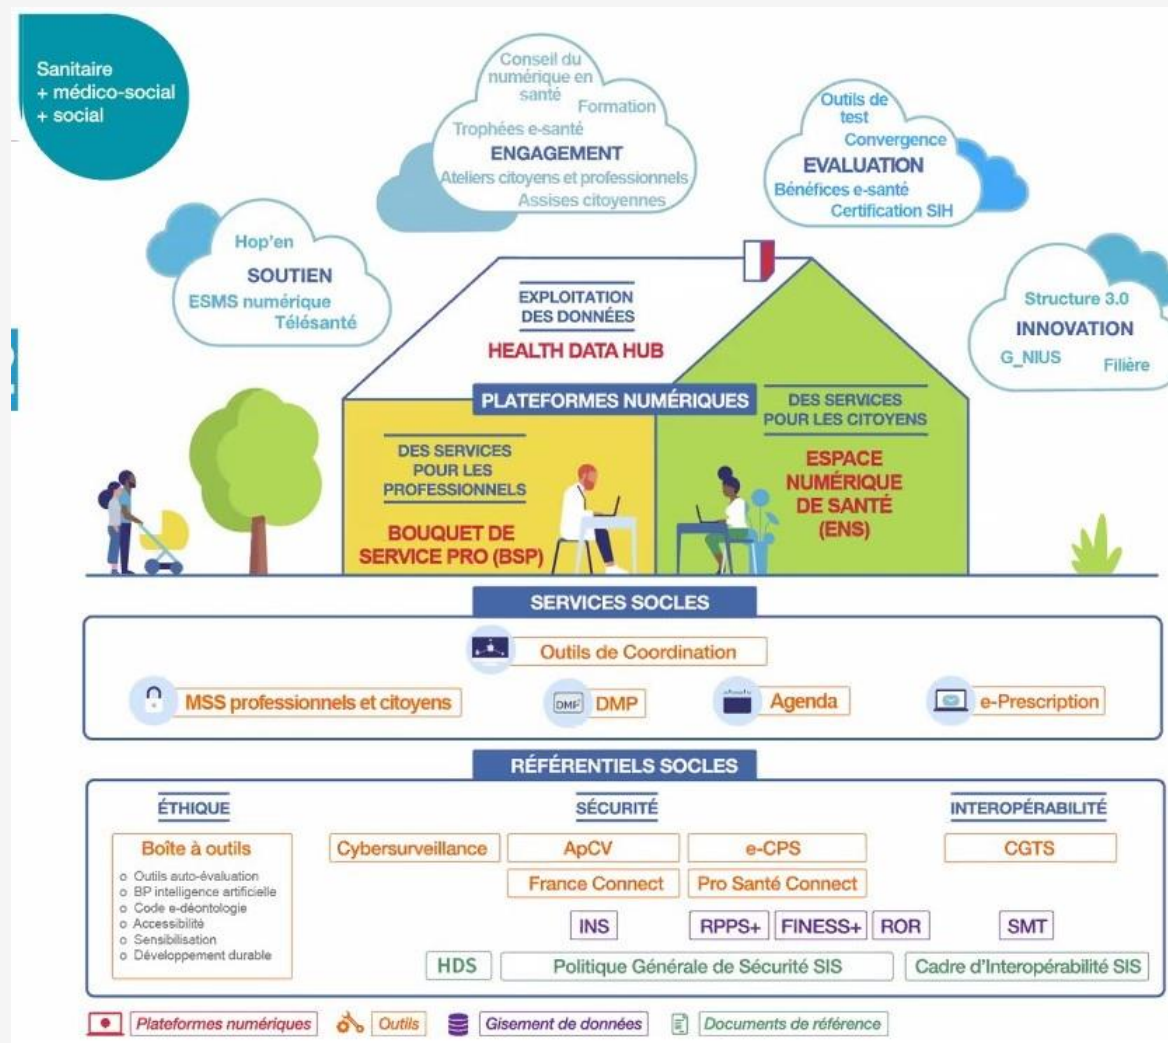 Sanitaire
+ médico-social
+ social
Conseil du
numérique en
santé
Formation
Trophées e-santé
ENGAGEMENT
Ateliers citoyens et professionnels
Assises citoyennes
Outils de
test
Convergence
EVALUATION
Bénéfices e-santé
Certification SIH
Hop'en
SOUTIEN
ESMS numérique
Télésanté
Structure 3.0
INNOVATION
G_NIUS
Filière
EXPLOITATION
DES DONNÉES
HEALTH DATA HUB
PLATEFORMES NUMÉRIQUES
DES SERVICES
POUR LES
PROFESSIONNELS
BOUQUET DE
SERVICE PRO (BSP)
DES SERVICES
POUR LES CITOYENS
ESPACE
NUMÉRIQUE
DE SANTÉ
(ENS)
SERVICES SOCLES
Outils de Coordination
MSS professionnels et citoyens
DMP DMP
Agenda
e-Prescription
RÉFÉRENTIELS SOCLES
ÉTHIQUE
Boîte à outils
Outils auto-évaluation
BP intelligence artificielle
Code e-déontologie
Accessibilité
Sensibilisation
Développement durable
SÉCURITÉ
Cybersurveillance
ApCV
e-CPS
France Connect
Pro Santé Connect
INS
RPPS+
FINESS+
ROR
HDS
Politique Générale de Sécurité SIS
INTEROPÉRABILITÉ
CGTS
SMT
Cadre d'Interopérabilité SIS
Plateformes numériques
Outils
Gisement de données
Documents de référence